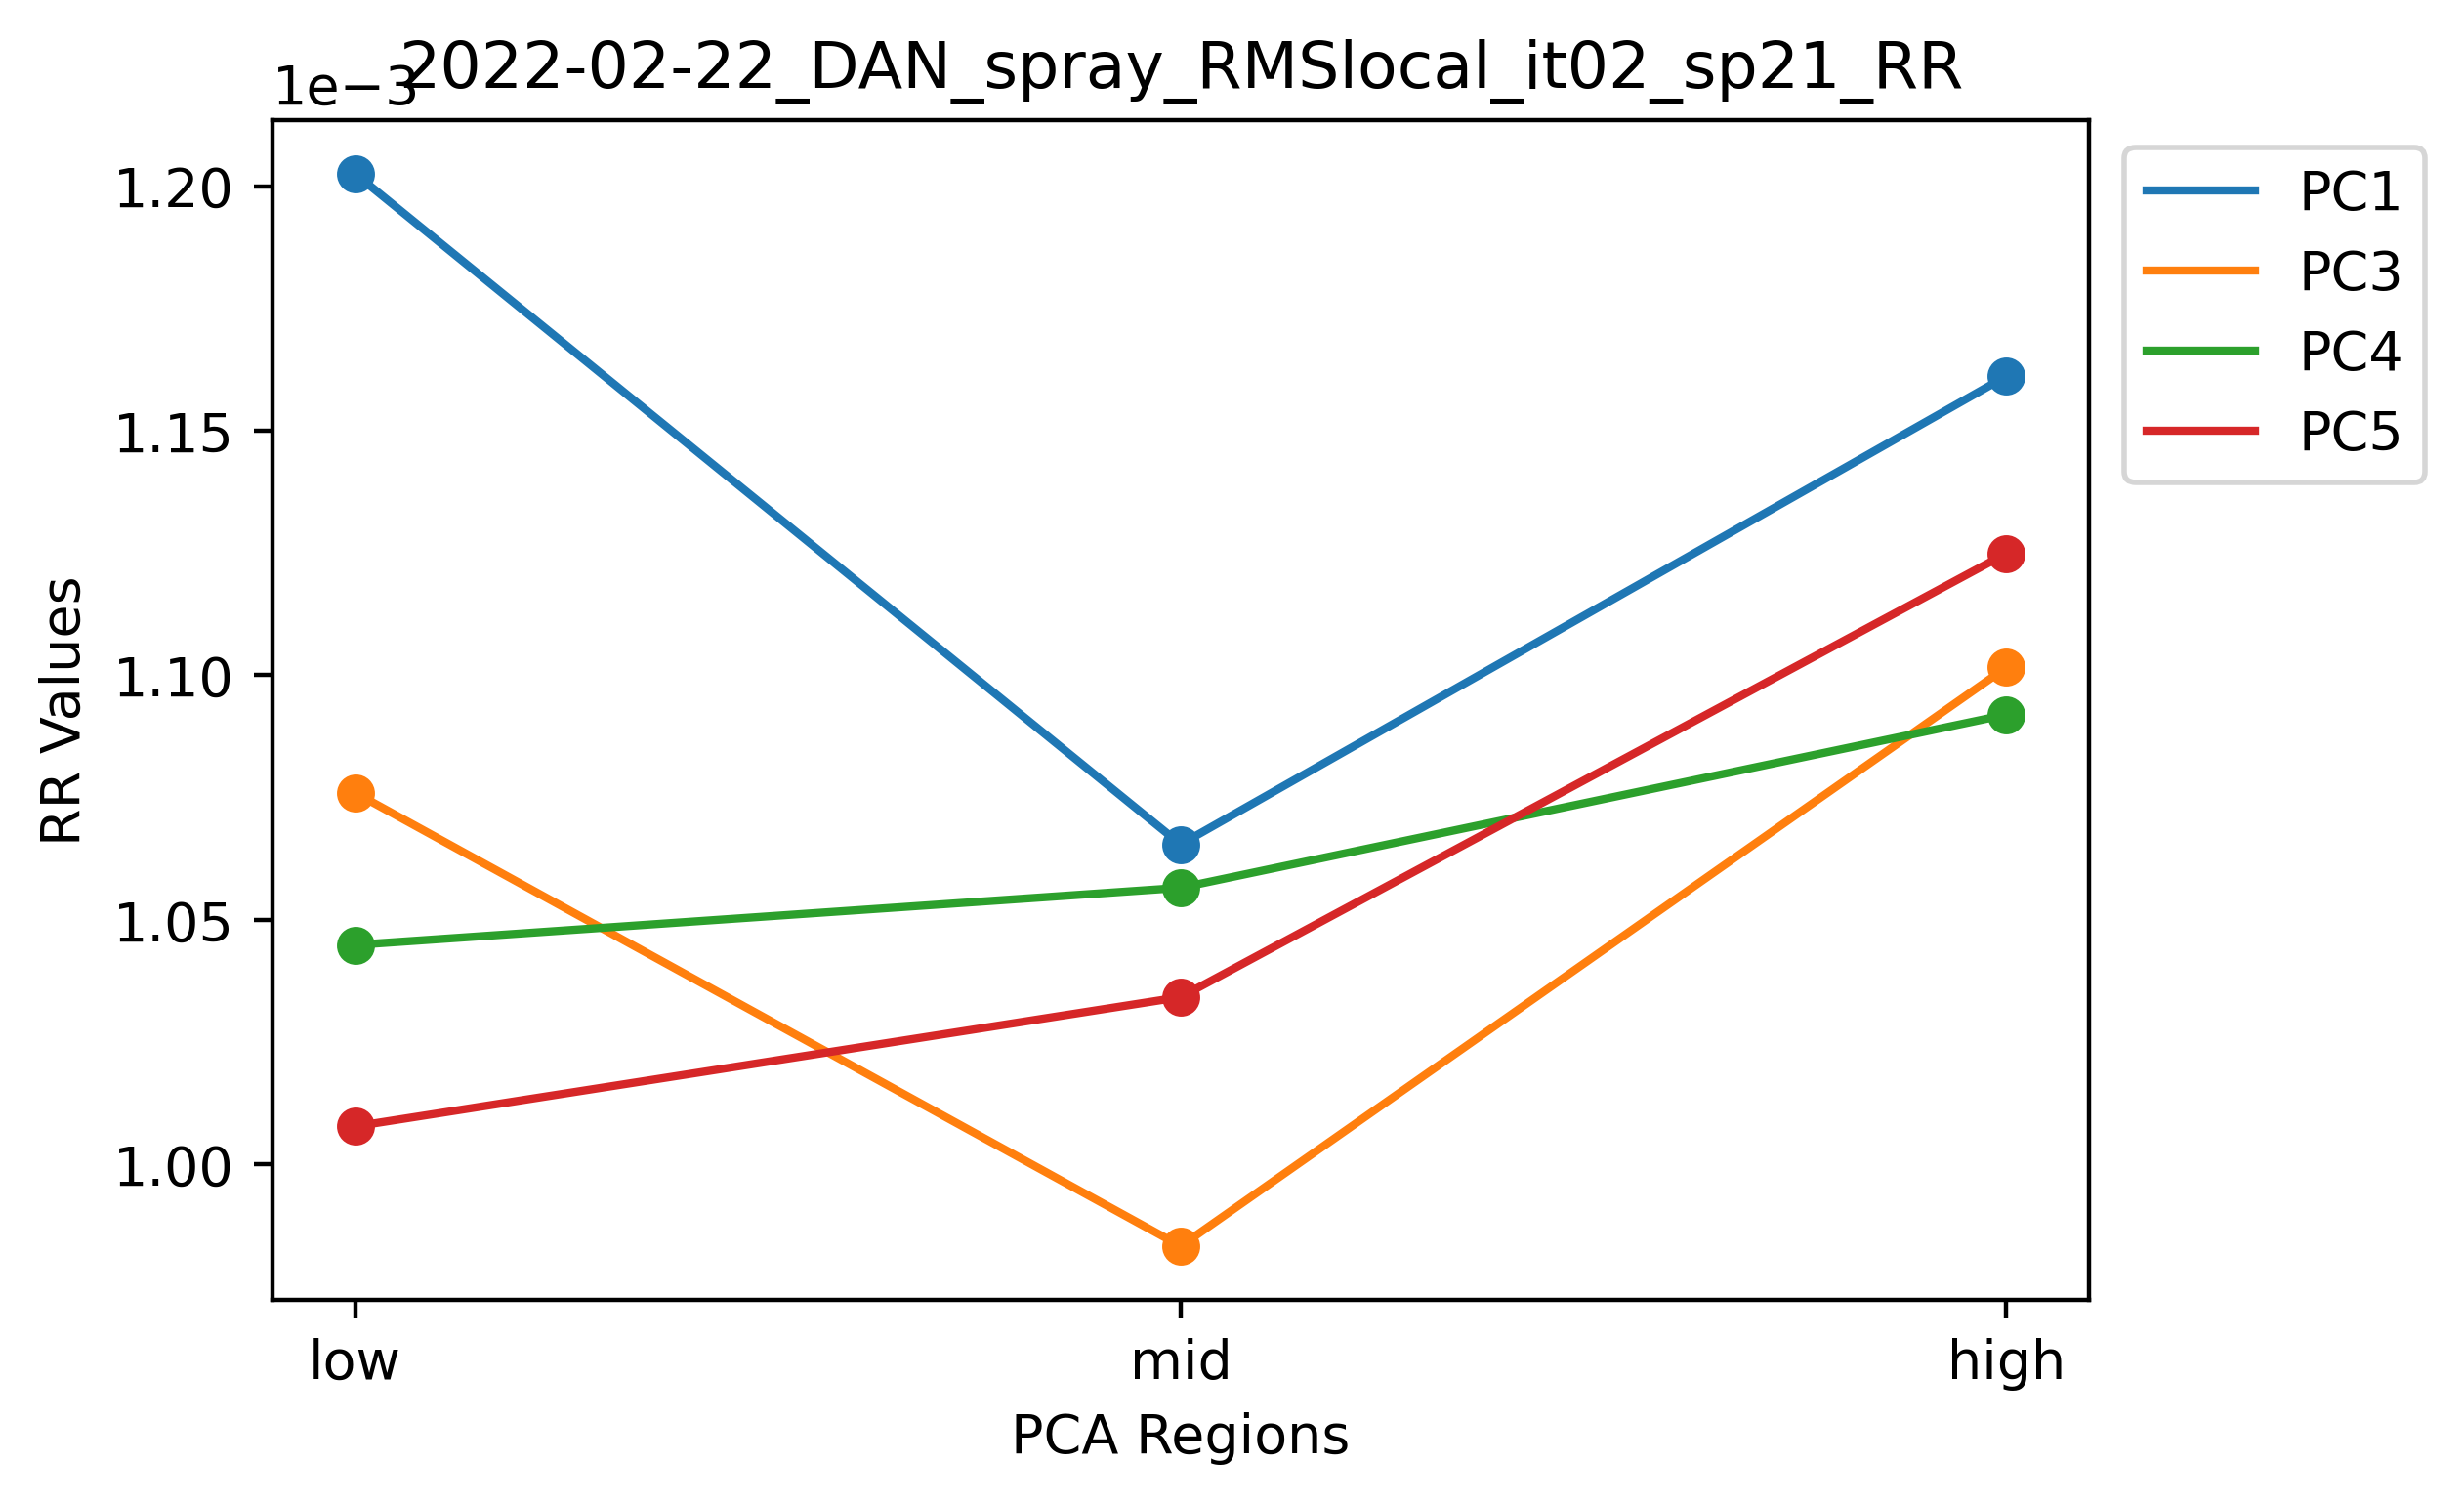 2022-02-22_DAN_spray_RMSlocal_it02_sp21_RR
1e−3
1.20
1.15
1.10
1.05
1.00
RR Values
low
mid
high
PCA Regions
PC1
PC3
PC4
PC5